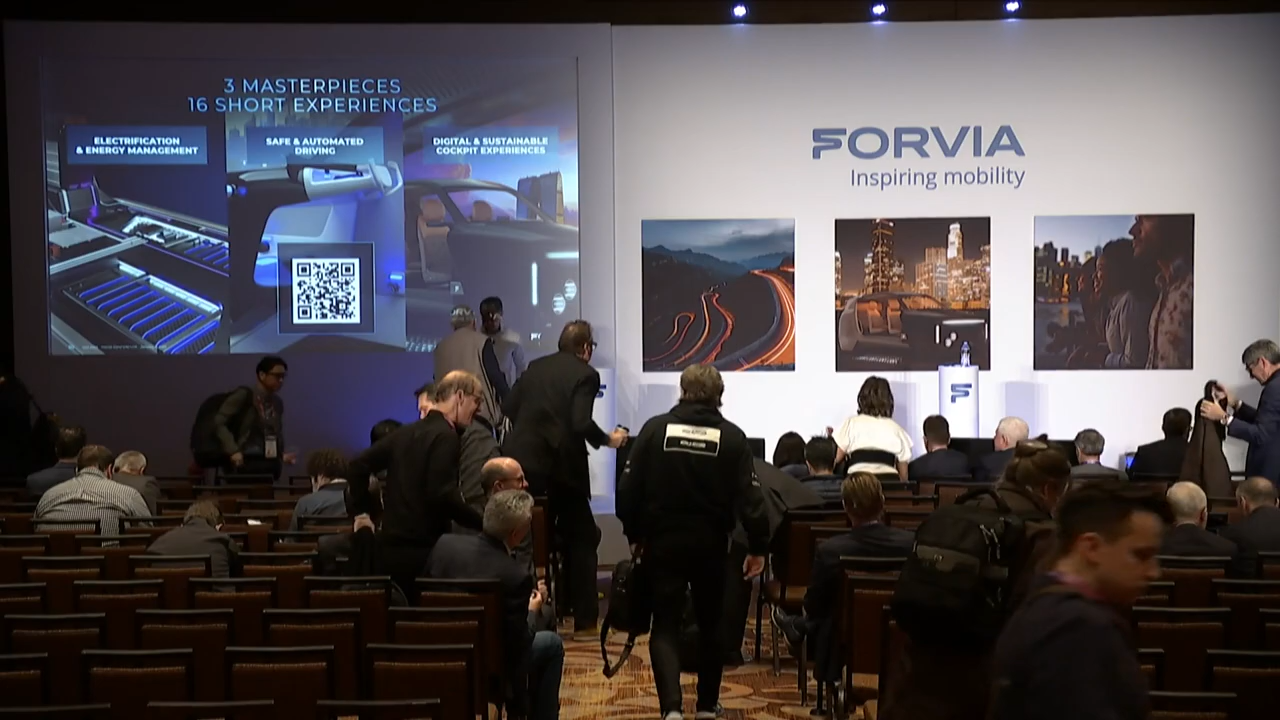 3 MASTERPIECES
16 SHORT EXPERIENCES
ELECTRIFICATION
& ENERGY MANAGEMENT
SAFE & AUTOMATED
DRIVING
DIGITAL & SUSTAINABLE
COCKPIT EXPERIENCES
FORVIA
Inspiring mobility